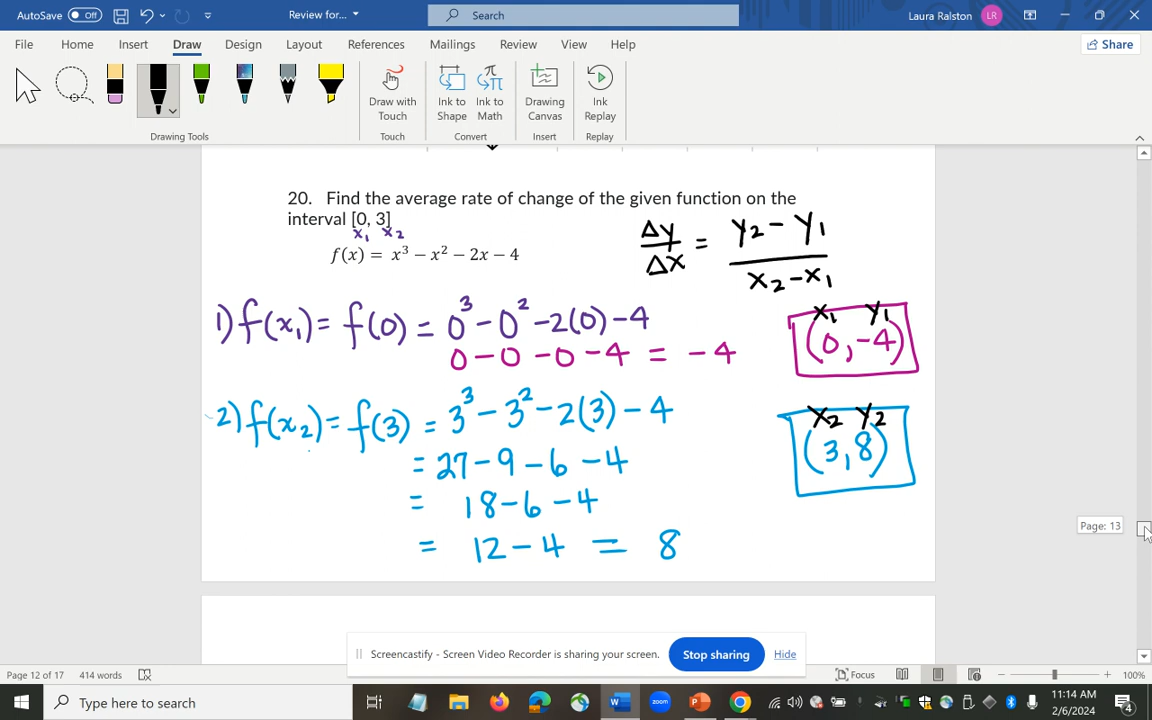 AutoSave Off Review for... Search Laura Ralston LR
File Home Insert Draw Design Layout References Mailings Review View Help Share
Draw with Touch Ink to Shape Ink to Math Drawing Canvas Ink Replay
Drawing Tools Touch Convert Insert Replay
20. Find the average rate of change of the given function on the
interval [0, 3]
x₁ x₂
f(x) = x³ − x² − 2x − 4
Δy/Δx = (y₂ − y₁)/(x₂ − x₁)
1) f(x₁) = f(0) = 0³ − 0² − 2(0) − 4
0 − 0 − 0 − 4 = −4
x₁ y₁
(0, −4)
2) f(x₂) = f(3) = 3³ − 3² − 2(3) − 4
= 27 − 9 − 6 − 4
= 18 − 6 − 4
= 12 − 4 = 8
x₂ y₂
(3, 8)
Page: 13
Screencastify - Screen Video Recorder is sharing your screen. Stop sharing Hide
Page 12 of 17 414 words Focus 100%
Type here to search zoom 11:14 AM
2/6/2024 4